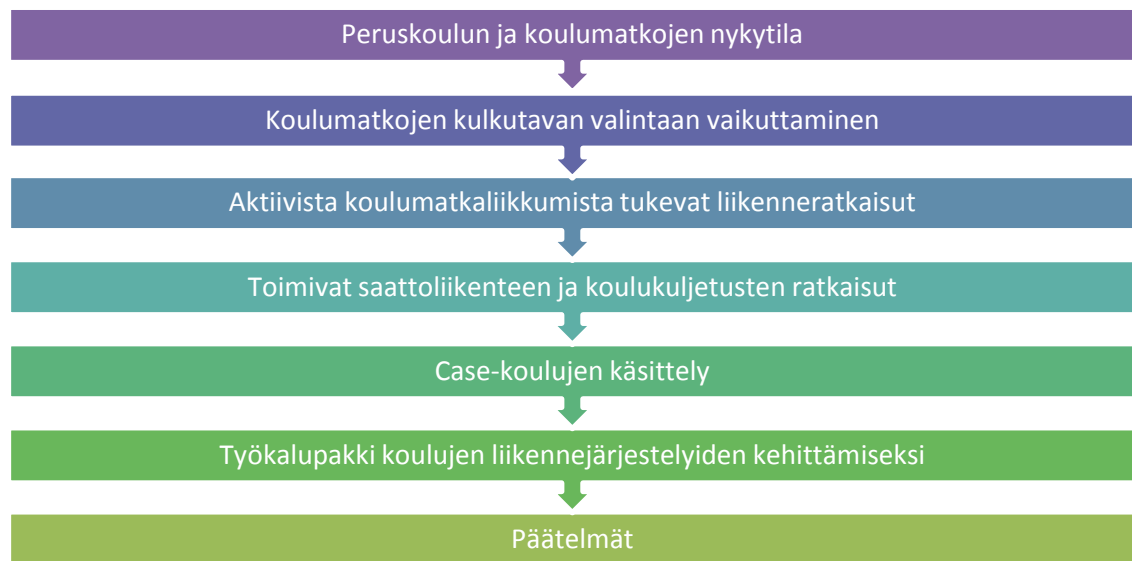 Peruskoulun ja koulumatkojen nykytila
Koulumatkojen kulkutavan valintaan vaikuttaminen
Aktiivista koulumatkaliikkumista tukevat liikenneratkaisut
Toimivat saattoliikenteen ja koulukuljetusten ratkaisut
Case-koulujen käsittely
Työkalupakki koulujen liikennejärjestelyiden kehittämiseksi
Päätelmät